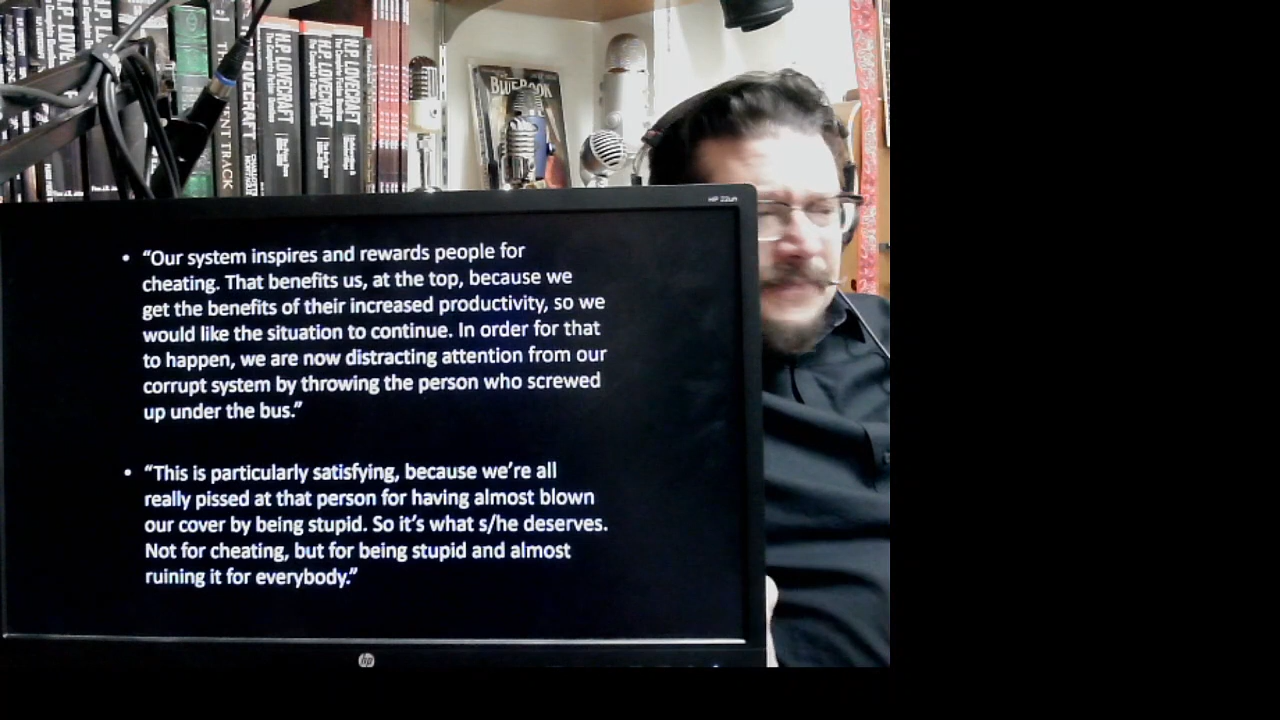 H.P. LOVECRAFT
H.P. LOVECRAFT
H.P. LOVECRAFT
BLUE BOOK
• “Our system inspires and rewards people for
cheating. That benefits us, at the top, because we
get the benefits of their increased productivity, so we
would like the situation to continue. In order for that
to happen, we are now distracting attention from our
corrupt system by throwing the person who screwed
up under the bus.”
• “This is particularly satisfying, because we’re all
really pissed at that person for having almost blown
our cover by being stupid. So it’s what s/he deserves.
Not for cheating, but for being stupid and almost
ruining it for everybody.”
hp